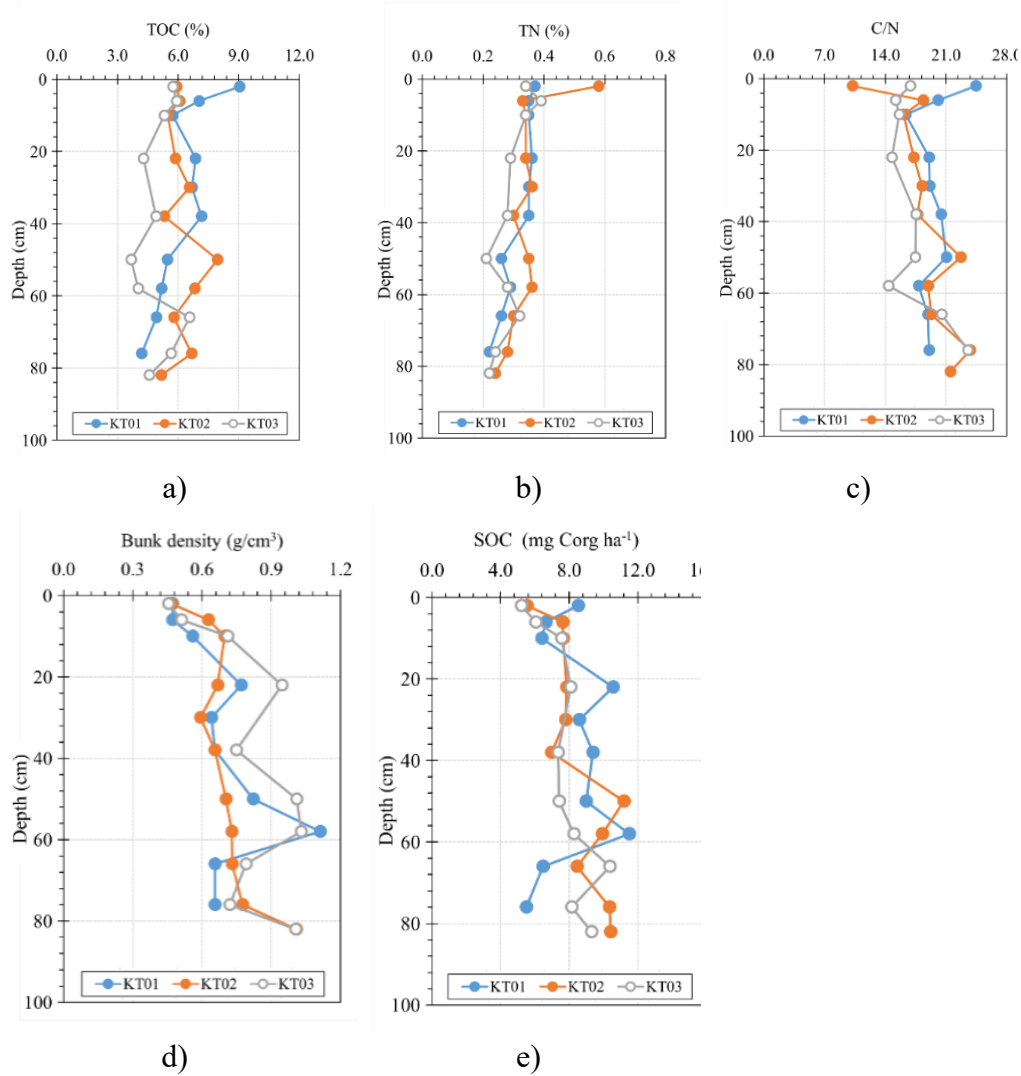 TOC (%)
0.0 3.0 6.0 9.0 12.0
0
20
40
60
80
100
Depth (cm)
KT01 KT02 KT03
a)
TN (%)
0.0 0.2 0.4 0.6 0.8
0
20
40
60
80
100
Depth (cm)
KT01 KT02 KT03
b)
C/N
0.0 7.0 14.0 21.0 28.0
0
20
40
60
80
100
Depth (cm)
KT01 KT02 KT03
c)
Bunk density (g/cm³)
0.0 0.3 0.6 0.9 1.2
0
20
40
60
80
100
Depth (cm)
KT01 KT02 KT03
d)
SOC (mg Corg ha⁻¹)
0.0 4.0 8.0 12.0
0
20
40
60
80
100
Depth (cm)
KT01 KT02 KT03
e)